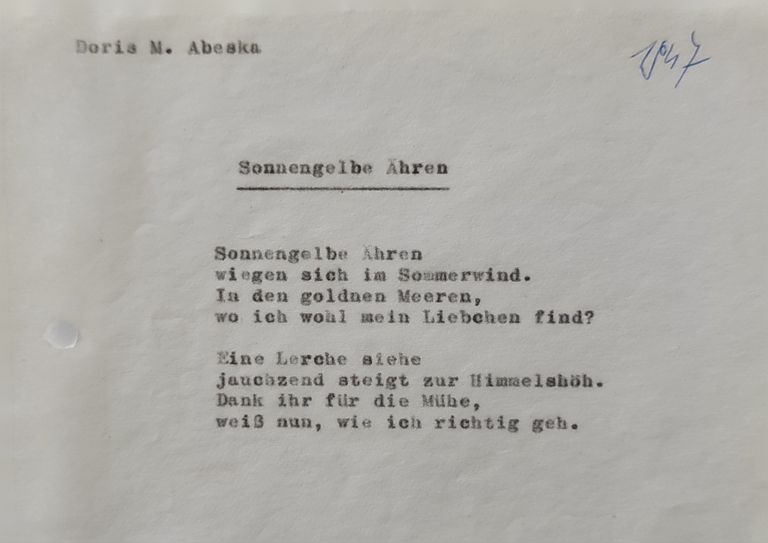 Doris M. Abeska
1947
Sonnengelbe Ähren
Sonnengelbe Ähren
wiegen sich im Sommerwind.
In den goldnen Meeren,
wo ich wohl mein Liebchen find?
Eine Lerche siehe
jauchzend steigt zur Himmelshöh.
Dank ihr für die Mühe,
weiß nun, wie ich richtig geh.